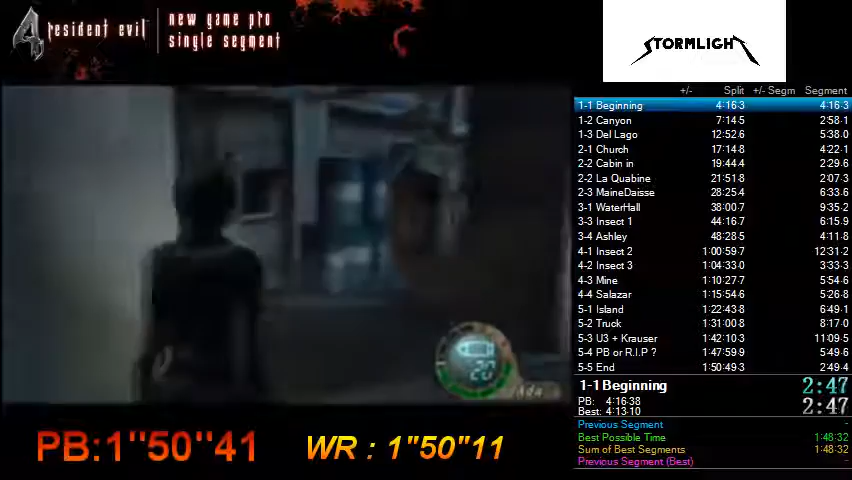 4 resident evil
new game pro
single segment
STORMLIGHT
+/- Split +/- Segm Segment
1-1 Beginning 4:16.3 4:16.3
1-2 Canyon 7:14.5 2:58.1
1-3 Del Lago 12:52.6 5:38.0
2-1 Church 17:14.8 4:22.1
2-2 Cabin in 19:44.4 2:29.6
2-2 La Quabine 21:51.8 2:07.3
2-3 MaineDaisse 28:25.4 6:33.6
3-1 WaterHall 38:00.7 9:35.2
3-3 Insect 1 44:16.7 6:15.9
3-4 Ashley 48:28.5 4:11.8
4-1 Insect 2 1:00:59.7 12:31.2
4-2 Insect 3 1:04:33.0 3:33.3
4-3 Mine 1:10:27.7 5:54.6
4-4 Salazar 1:15:54.6 5:26.8
5-1 Island 1:22:43.8 6:49.1
5-2 Truck 1:31:00.8 8:17.0
5-3 U3 + Krauser 1:42:10.3 11:09.5
5-4 PB or R.I.P ? 1:47:59.9 5:49.6
5-5 End 1:50:49.3 2:49.4
1-1 Beginning 2:47
PB: 4:16.38
Best: 4:13.10 2:47
Previous Segment -
Best Possible Time 1:48:32
Sum of Best Segments 1:48:32
Previous Segment (Best) -
20
PB:1"50"41
WR : 1"50"11